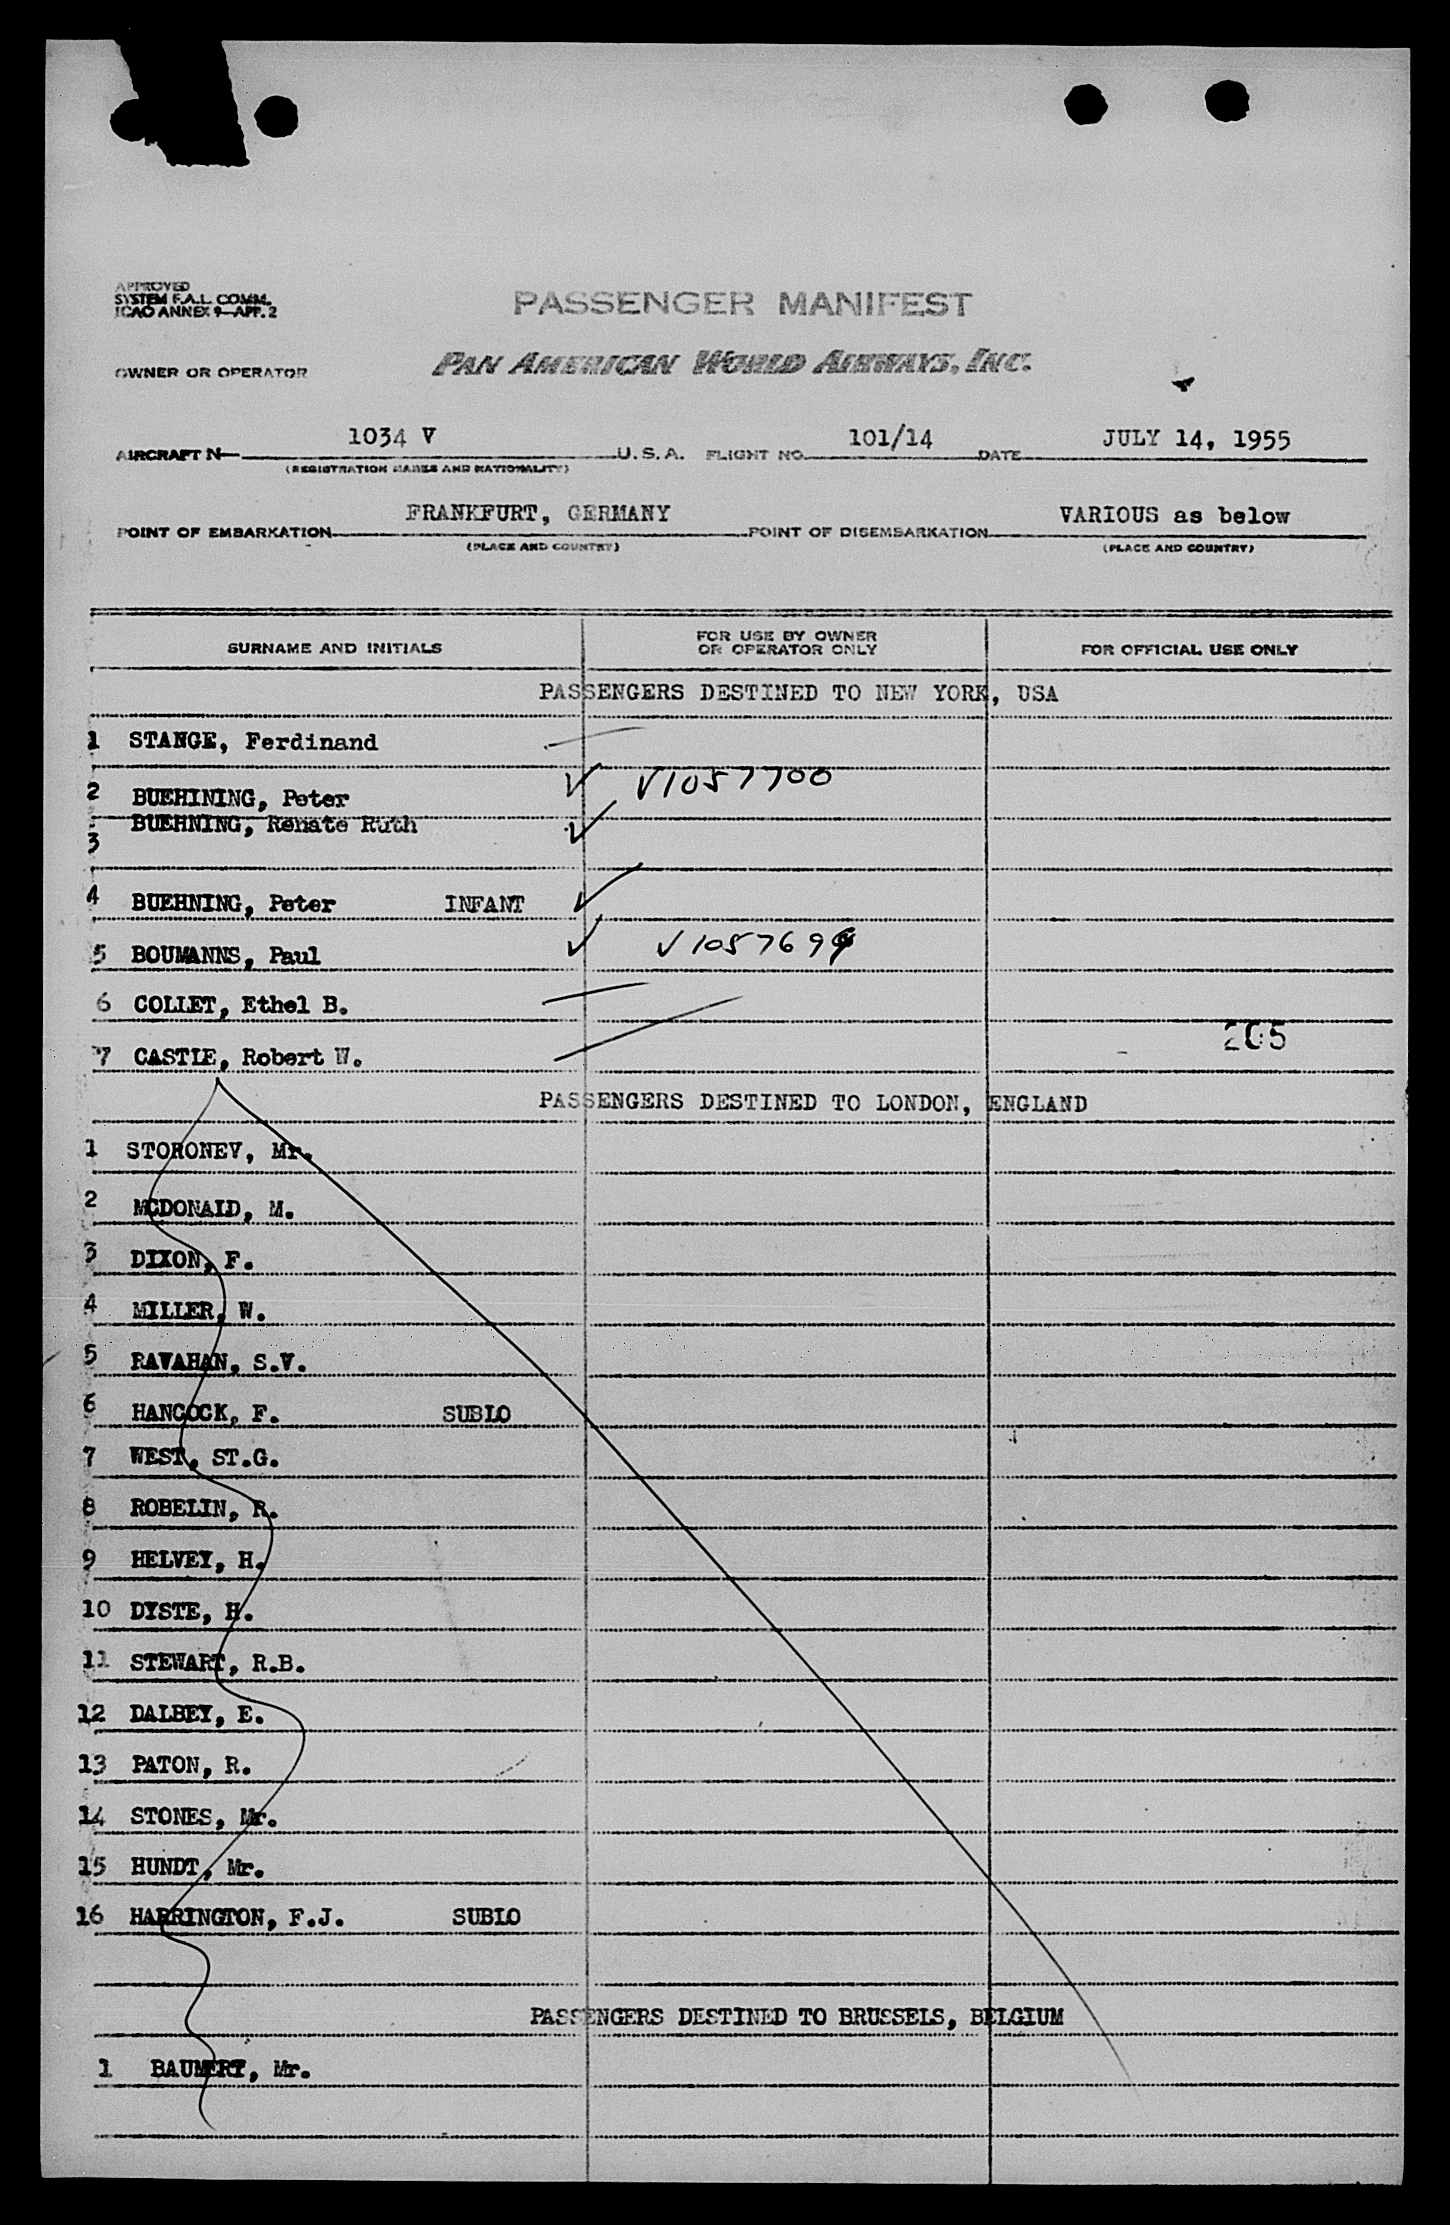 APPROVED
SYSTEM F.A.L. COMM.
ICAO ANNEX 9—APP. 2
PASSENGER MANIFEST
OWNER OR OPERATOR PAN AMERICAN WORLD AIRWAYS, INC.
AIRCRAFT N— 1034 V U.S.A. FLIGHT NO. 101/14 DATE JULY 14, 1955
(REGISTRATION MARKS AND NATIONALITY)
POINT OF EMBARKATION FRANKFURT, GERMANY POINT OF DISEMBARKATION VARIOUS as below
(PLACE AND COUNTRY) (PLACE AND COUNTRY)
SURNAME AND INITIALS FOR USE BY OWNER OR OPERATOR ONLY FOR OFFICIAL USE ONLY
PASSENGERS DESTINED TO NEW YORK, USA
1 STANGE, Ferdinand
2 BUEHINING, Peter V1057700
3 BUEHNING, Renate Ruth
4 BUEHNING, Peter INFANT
5 BOUMANNS, Paul V105769
6 COLLET, Ethel B.
7 CASTLE, Robert W. 205
PASSENGERS DESTINED TO LONDON, ENGLAND
1 STORONEV, Mr.
2 MCDONALD, M.
3 DIXON, F.
4 MILLER, W.
5 RAVAHAN, S.V.
6 HANCOCK, F. SUBLO
7 WEST, ST.G.
8 ROBELIN, R.
9 HELVEY, H.
10 DYSTE, H.
11 STEWART, R.B.
12 DALBEY, E.
13 PATON, R.
14 STONES, Mr.
15 HUNDT, Mr.
16 HARRINGTON, F.J. SUBLO
PASSENGERS DESTINED TO BRUSSELS, BELGIUM
1 BAUMERT, Mr.